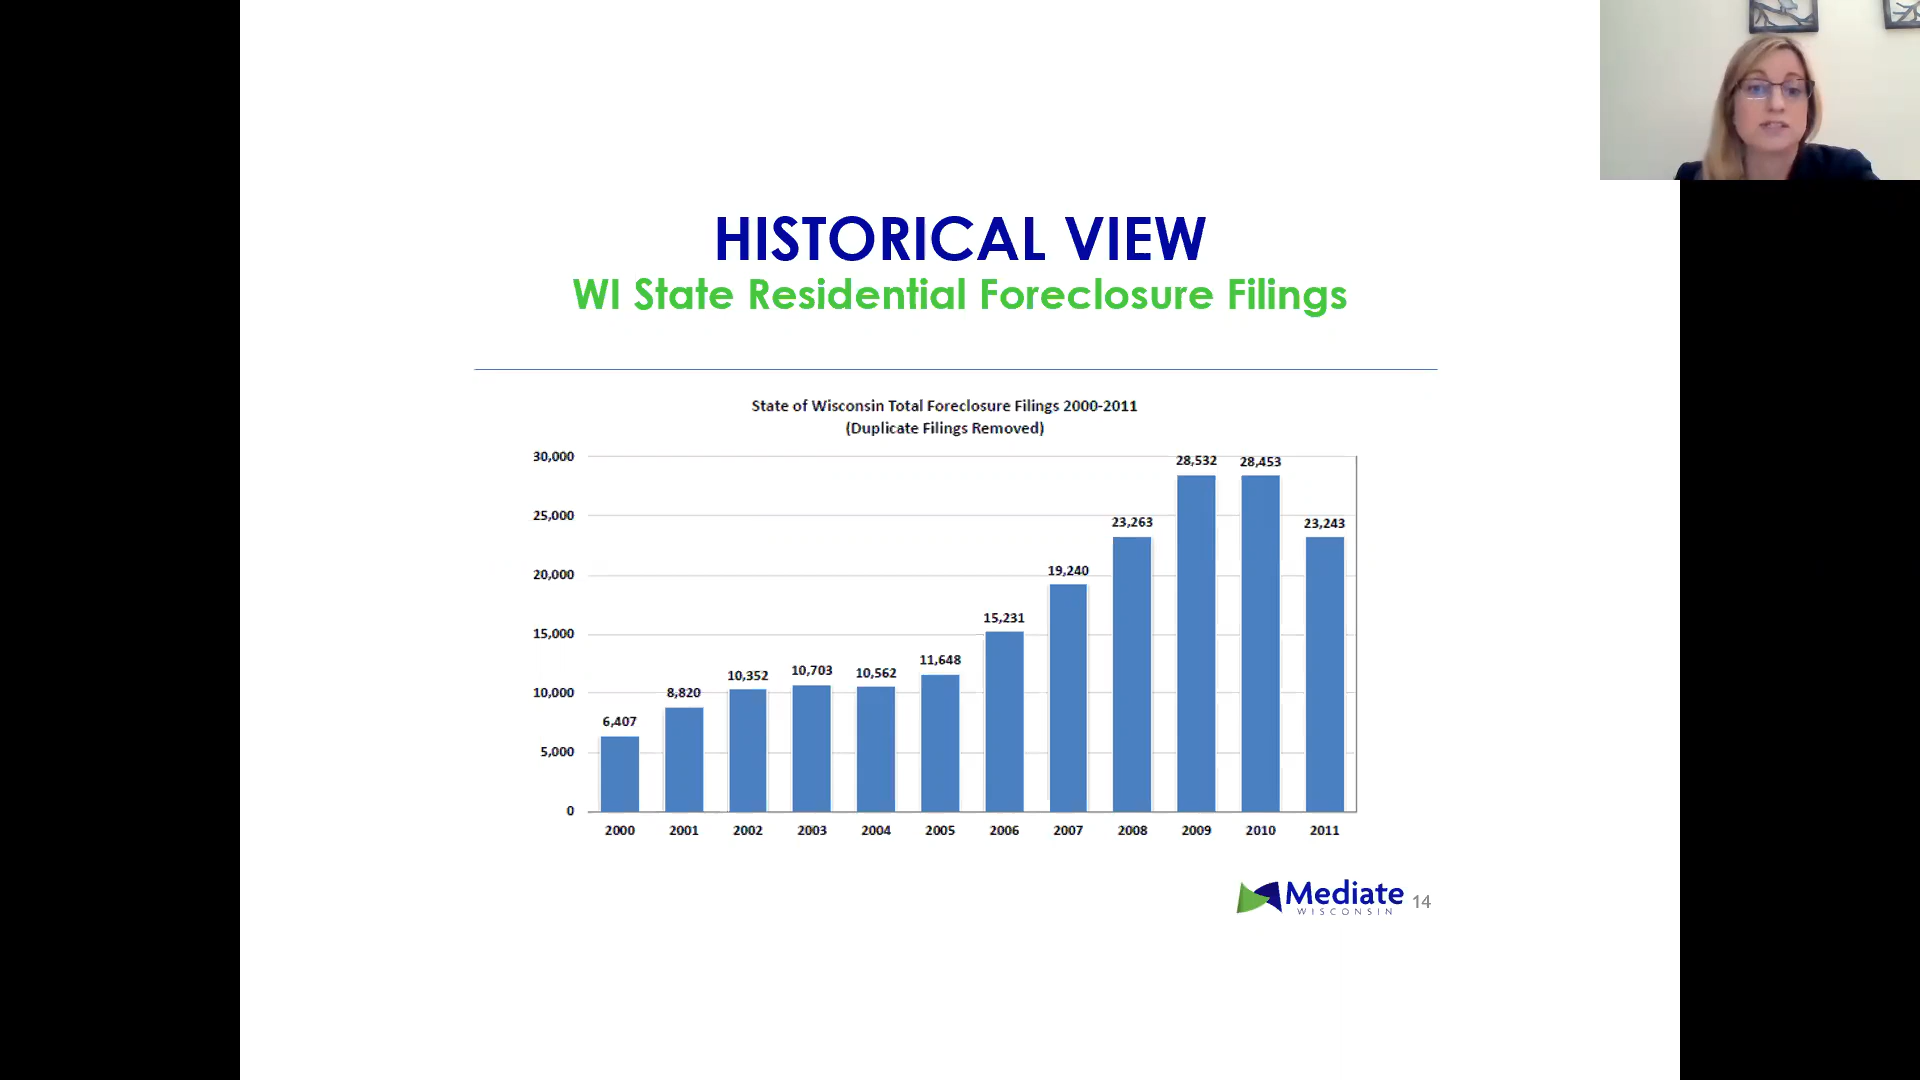 HISTORICAL VIEW
WI State Residential Foreclosure Filings
State of Wisconsin Total Foreclosure Filings 2000-2011
(Duplicate Filings Removed)
30,000
25,000
20,000
15,000
10,000
5,000
0
6,407
8,820
10,352
10,703
10,562
11,648
15,231
19,240
23,263
28,532
28,453
23,243
2000 2001 2002 2003 2004 2005 2006 2007 2008 2009 2010 2011
Mediate
WISCONSIN
14